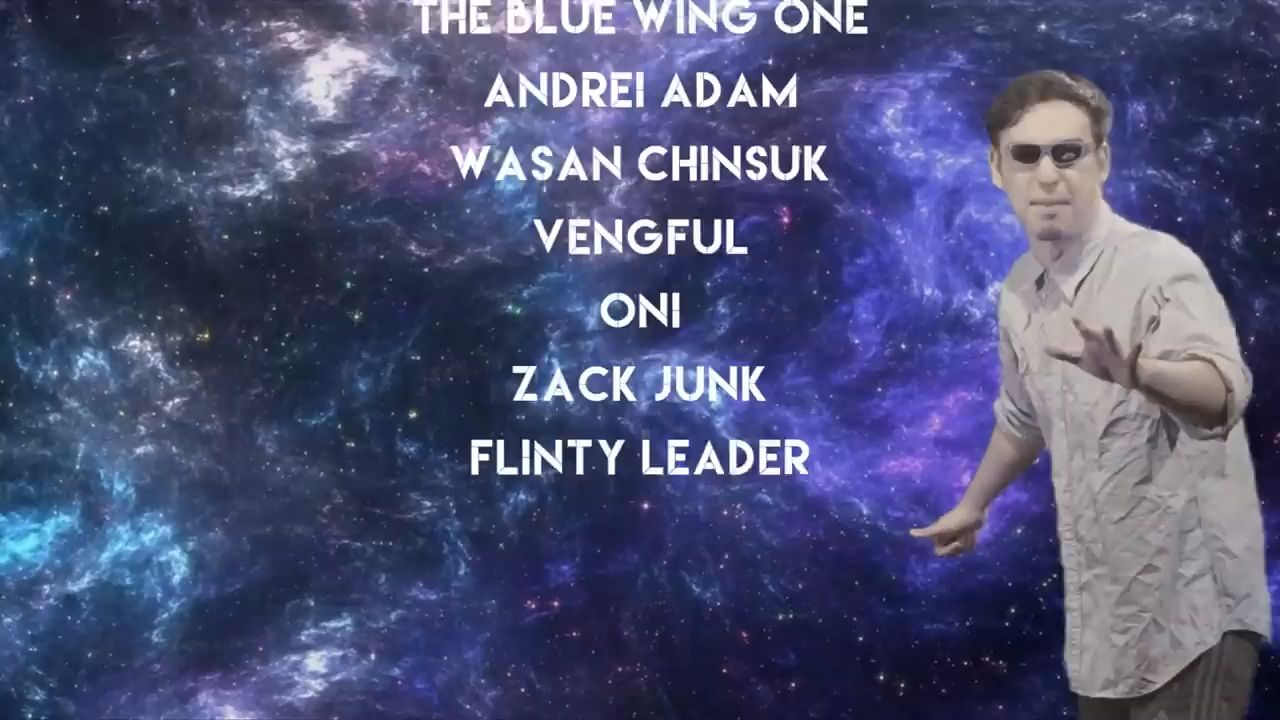 THE BLUE WING ONE
ANDREI ADAM
WASAN CHINSUK
VENGFUL
ONI
ZACK JUNK
FLINTY LEADER